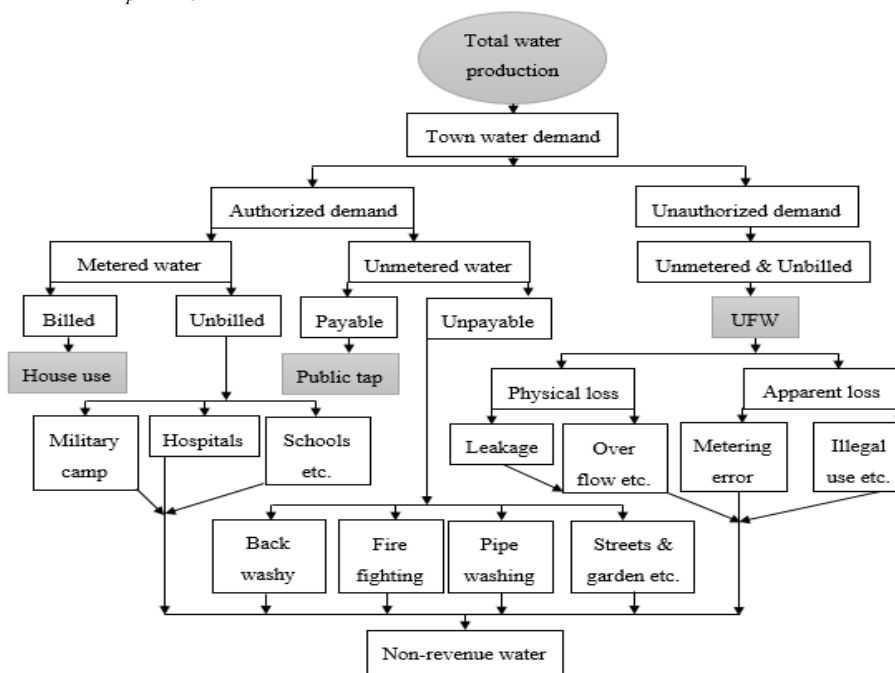 Total water
production
Town water demand
Authorized demand
Unauthorized demand
Metered water
Unmetered water
Unmetered & Unbilled
Billed
Unbilled
Payable
Unpayable
UFW
House use
Public tap
Physical loss
Apparent loss
Military
camp
Hospitals
Schools
etc.
Leakage
Over
flow etc.
Metering
error
Illegal
use etc.
Back
washy
Fire
fighting
Pipe
washing
Streets &
garden etc.
Non-revenue water